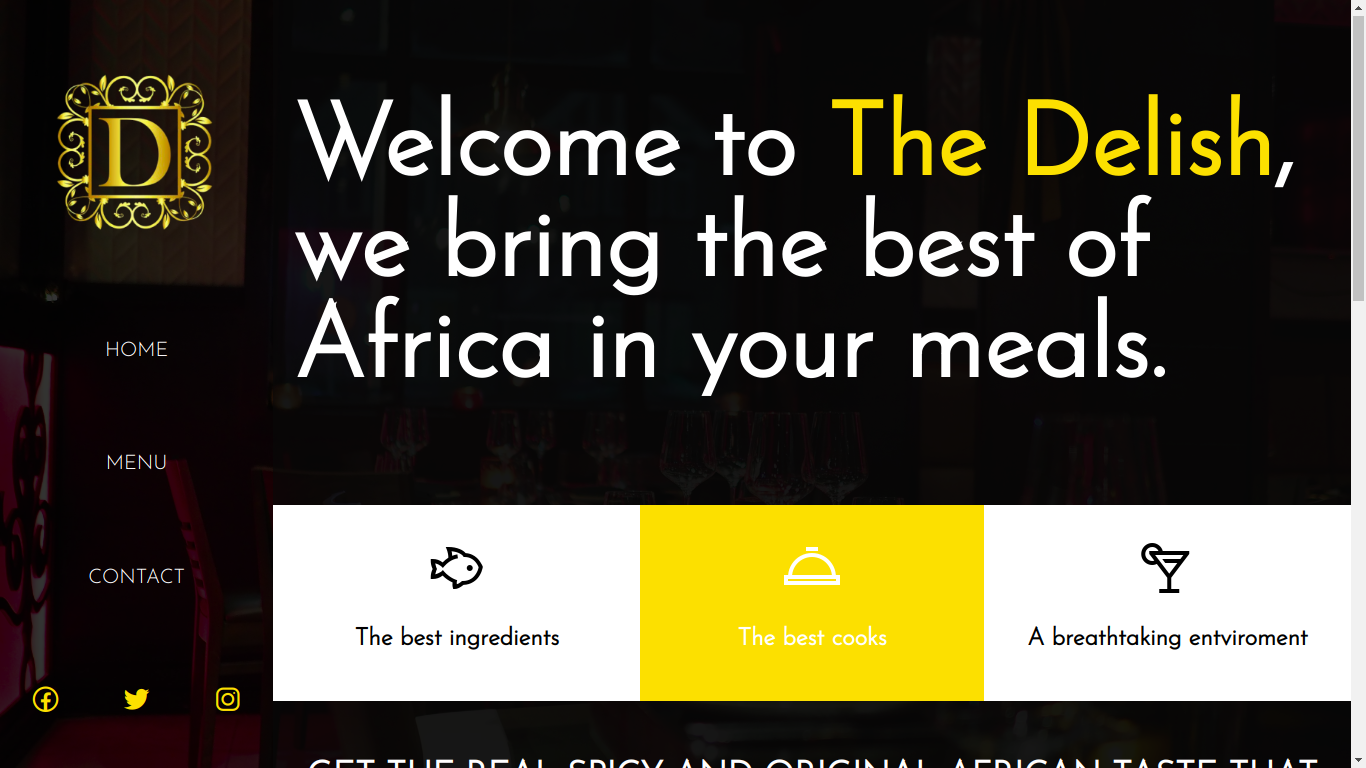 D
HOME
MENU
CONTACT
Welcome to The Delish,
we bring the best of
Africa in your meals.
The best ingredients
The best cooks
A breathtaking entviroment
GET THE REAL SPICY AND ORIGINAL AFRICAN TASTE THAT